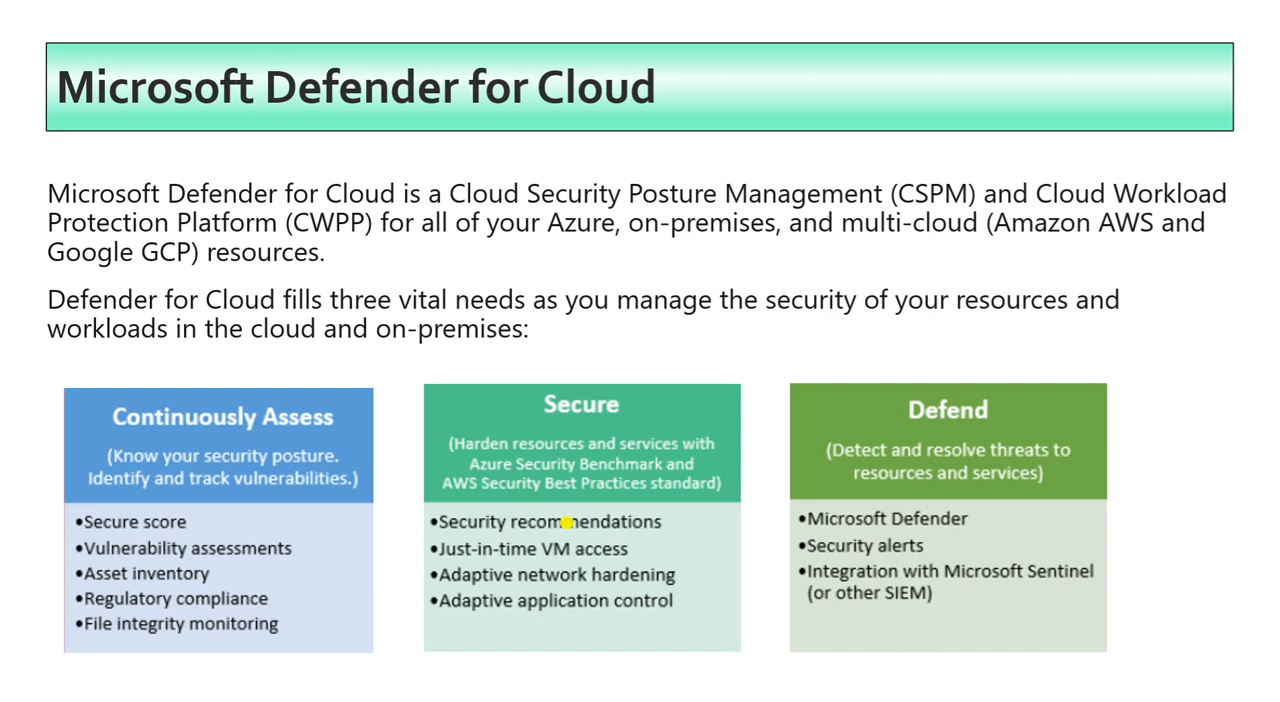 Microsoft Defender for Cloud
Microsoft Defender for Cloud is a Cloud Security Posture Management (CSPM) and Cloud Workload
Protection Platform (CWPP) for all of your Azure, on-premises, and multi-cloud (Amazon AWS and
Google GCP) resources.
Defender for Cloud fills three vital needs as you manage the security of your resources and
workloads in the cloud and on-premises:
Continuously Assess
(Know your security posture.
Identify and track vulnerabilities.)
•Secure score
•Vulnerability assessments
•Asset inventory
•Regulatory compliance
•File integrity monitoring
Secure
(Harden resources and services with
Azure Security Benchmark and
AWS Security Best Practices standard)
•Security recommendations
•Just-in-time VM access
•Adaptive network hardening
•Adaptive application control
Defend
(Detect and resolve threats to
resources and services)
•Microsoft Defender
•Security alerts
•Integration with Microsoft Sentinel
(or other SIEM)